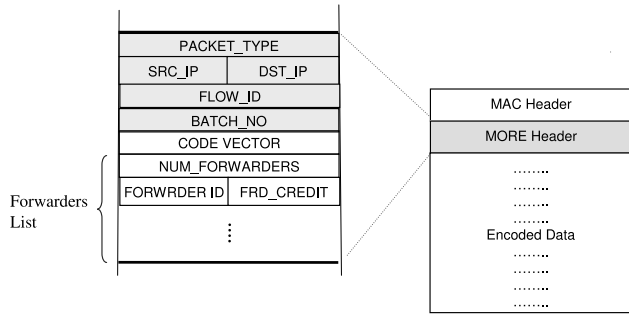 PACKET_TYPE
SRC_IP DST_IP
FLOW_ID
BATCH_NO
CODE VECTOR
NUM_FORWARDERS
FORWRDER ID FRD_CREDIT
⋮
Forwarders
List
MAC Header
MORE Header
........
........
........
........
Encoded Data
........
........
........
........